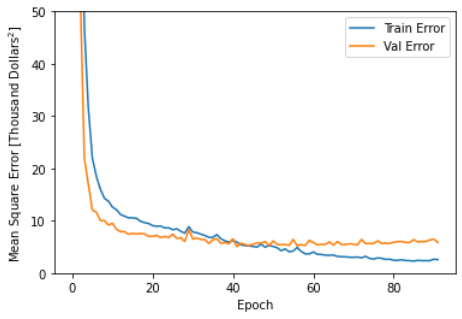 50
40
30
20
10
0
Mean Square Error [Thousand Dollars²]
Train Error
Val Error
0 20 40 60 80
Epoch